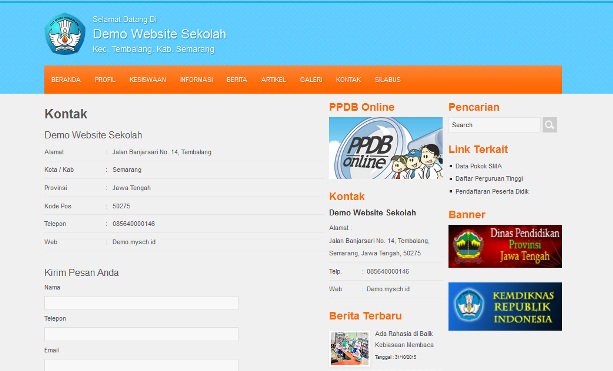 Selamat Datang Di
Demo Website Sekolah
Kec. Tembalang, Kab. Semarang
BERANDA PROFIL KESISWAAN INFORMASI BERITA ARTIKEL GALERI KONTAK SILABUS
Kontak
Demo Website Sekolah
Alamat : Jalan Banjarsari No. 14, Tembalang
Kota / Kab : Semarang
Provinsi : Jawa Tengah
Kode Pos : 50275
Telepon : 085640000146
Web : Demo.mysch.id
Kirim Pesan Anda
Nama
Telepon
Email
PPDB Online
PPDB
online
Kontak
Demo Website Sekolah
Alamat :
Jalan Banjarsari No. 14, Tembalang,
Semarang, Jawa Tengah, 50275
Telp. : 085640000146
Web : Demo.mysch.id
Berita Terbaru
Ada Rahasia di Balik
Kebiasaan Membaca
Tanggal : 31/10/2015
Pencarian
Search
Link Terkait
Data Pokok SMA
Daftar Perguruan Tinggi
Pendaftaran Peserta Didik
Banner
Dinas Pendidikan
Provinsi
Jawa Tengah
KEMDIKNAS
REPUBLIK
INDONESIA